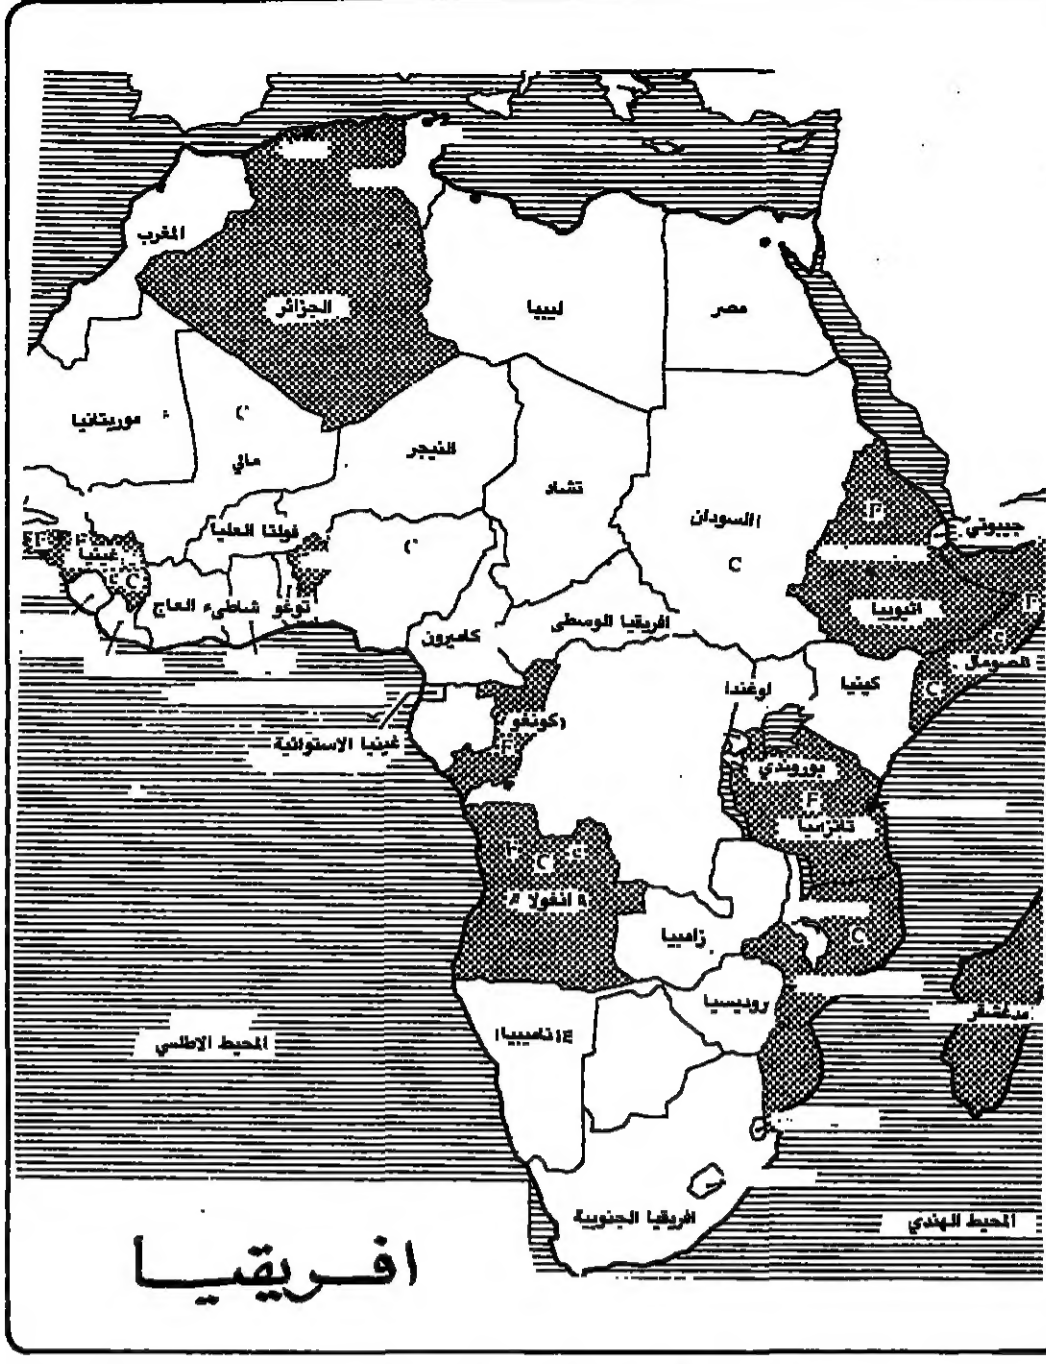 المغرب
الجزائر
ليبيا
مصر
موريتانيا
C
مالي
النيجر
تشاد
السودان
C
F
جيبوتي
فولتا العليا
C
F
F
غينيا
C
اثيوبيا
F
توغو
شاطىء العاج
كاميرون
افريقيا الوسطى
C
الصومال
C
كينيا
اوغندا
كونغو
F
غينيا الاستوائية
بوروندي
F
تانزانيا
F
C
انغولا
زامبيا
C
روديسيا
مدغشقر
ناميبيا
المحيط الاطلسي
افريقيا الجنوبية
المحيط الهندي
افريقيا